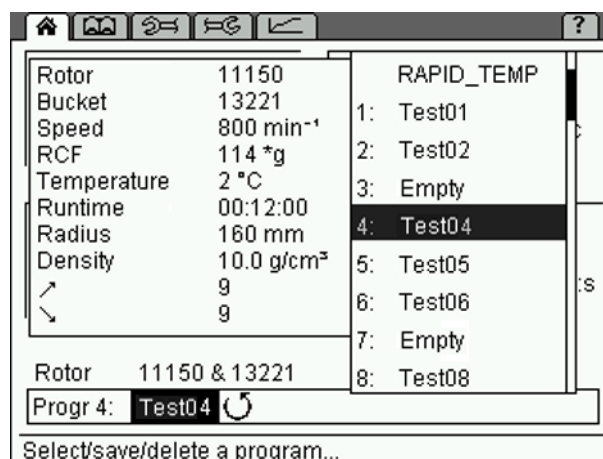 ?
Rotor 11150
Bucket 13221
Speed 800 min⁻¹
RCF 114 *g
Temperature 2 °C
Runtime 00:12:00
Radius 160 mm
Density 10.0 g/cm³
↗ 9
↘ 9
RAPID_TEMP
1: Test01
2: Test02
3: Empty
4: Test04
5: Test05
6: Test06
7: Empty
8: Test08
Rotor 11150 & 13221
Progr 4: Test04
Select/save/delete a program...